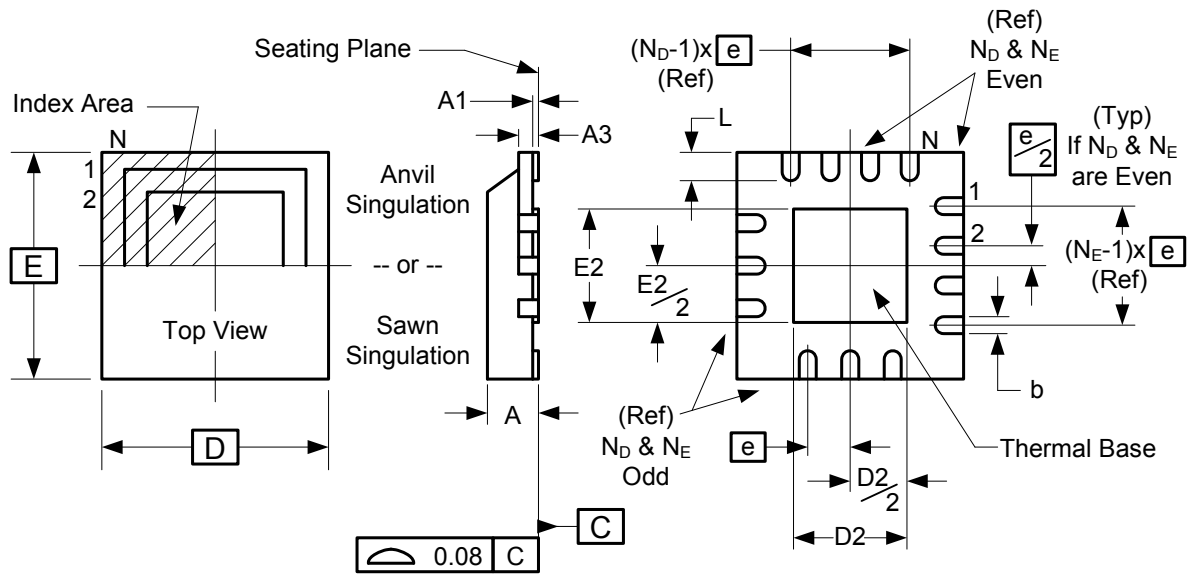 Seating Plane
Index Area
N
1
2
E
Top View
D
A1
A3
Anvil
Singulation
-- or --
Sawn
Singulation
A
0.08 C
C
(ND-1)x e
(Ref)
L
(Ref)
ND & NE
Even
N
e/2
(Typ)
If ND & NE
are Even
1
2
(NE-1)x e
(Ref)
E2
E2/2
b
(Ref)
ND & NE
Odd
e
Thermal Base
D2/2
D2